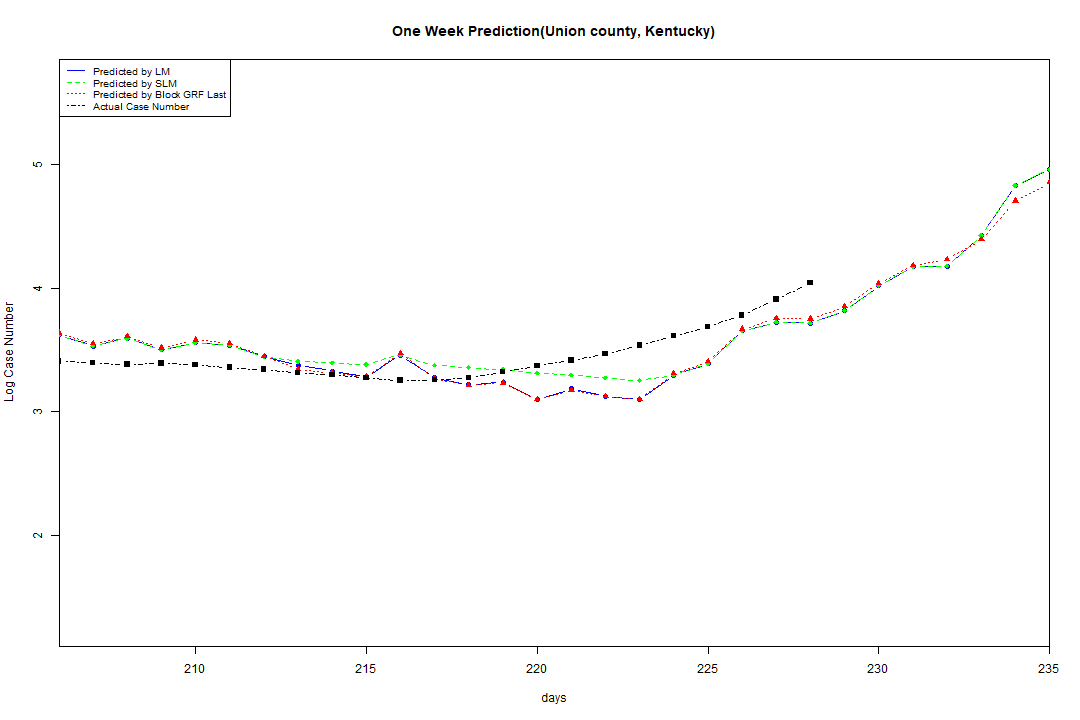 One Week Prediction(Union county, Kentucky)
Predicted by LM
Predicted by SLM
Predicted by Block GRF Last
Actual Case Number
5
4
3
2
Log Case Number
210 215 220 225 230 235
days